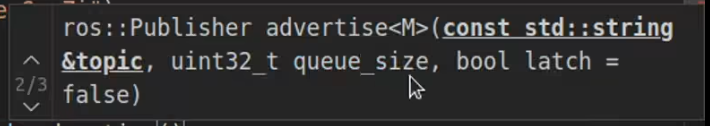 ros::Publisher advertise<M>(const std::string
&topic, uint32_t queue_size, bool latch =
2/3
false)